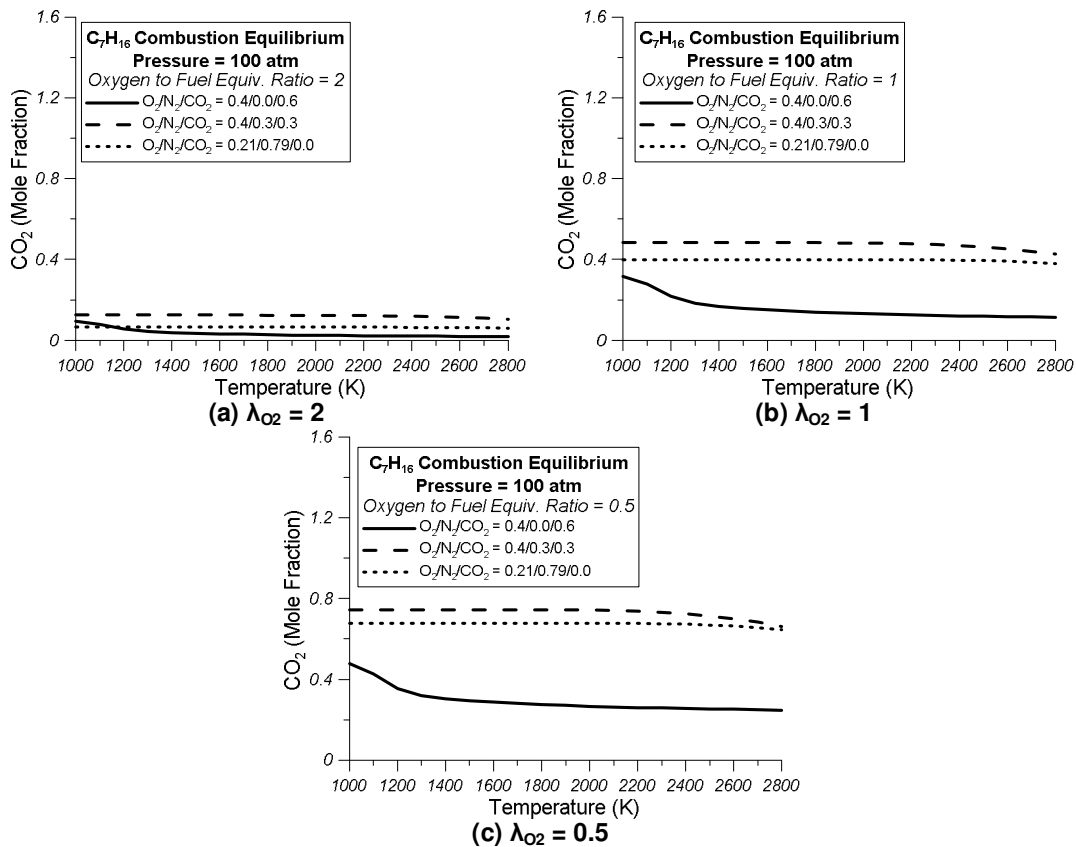 1.6
1.2
0.8
0.4
0
CO₂ (Mole Fraction)
C₇H₁₆ Combustion Equilibrium
Pressure = 100 atm
Oxygen to Fuel Equiv. Ratio = 2
O₂/N₂/CO₂ = 0.4/0.0/0.6
O₂/N₂/CO₂ = 0.4/0.3/0.3
O₂/N₂/CO₂ = 0.21/0.79/0.0
1000 1200 1400 1600 1800 2000 2200 2400 2600 2800
Temperature (K)
(a) λO2 = 2
1.6
1.2
0.8
0.4
0
CO₂ (Mole Fraction)
C₇H₁₆ Combustion Equilibrium
Pressure = 100 atm
Oxygen to Fuel Equiv. Ratio = 1
O₂/N₂/CO₂ = 0.4/0.0/0.6
O₂/N₂/CO₂ = 0.4/0.3/0.3
O₂/N₂/CO₂ = 0.21/0.79/0.0
1000 1200 1400 1600 1800 2000 2200 2400 2600 2800
Temperature (K)
(b) λO2 = 1
1.6
1.2
0.8
0.4
0
CO₂ (Mole Fraction)
C₇H₁₆ Combustion Equilibrium
Pressure = 100 atm
Oxygen to Fuel Equiv. Ratio = 0.5
O₂/N₂/CO₂ = 0.4/0.0/0.6
O₂/N₂/CO₂ = 0.4/0.3/0.3
O₂/N₂/CO₂ = 0.21/0.79/0.0
1000 1200 1400 1600 1800 2000 2200 2400 2600 2800
Temperature (K)
(c) λO2 = 0.5